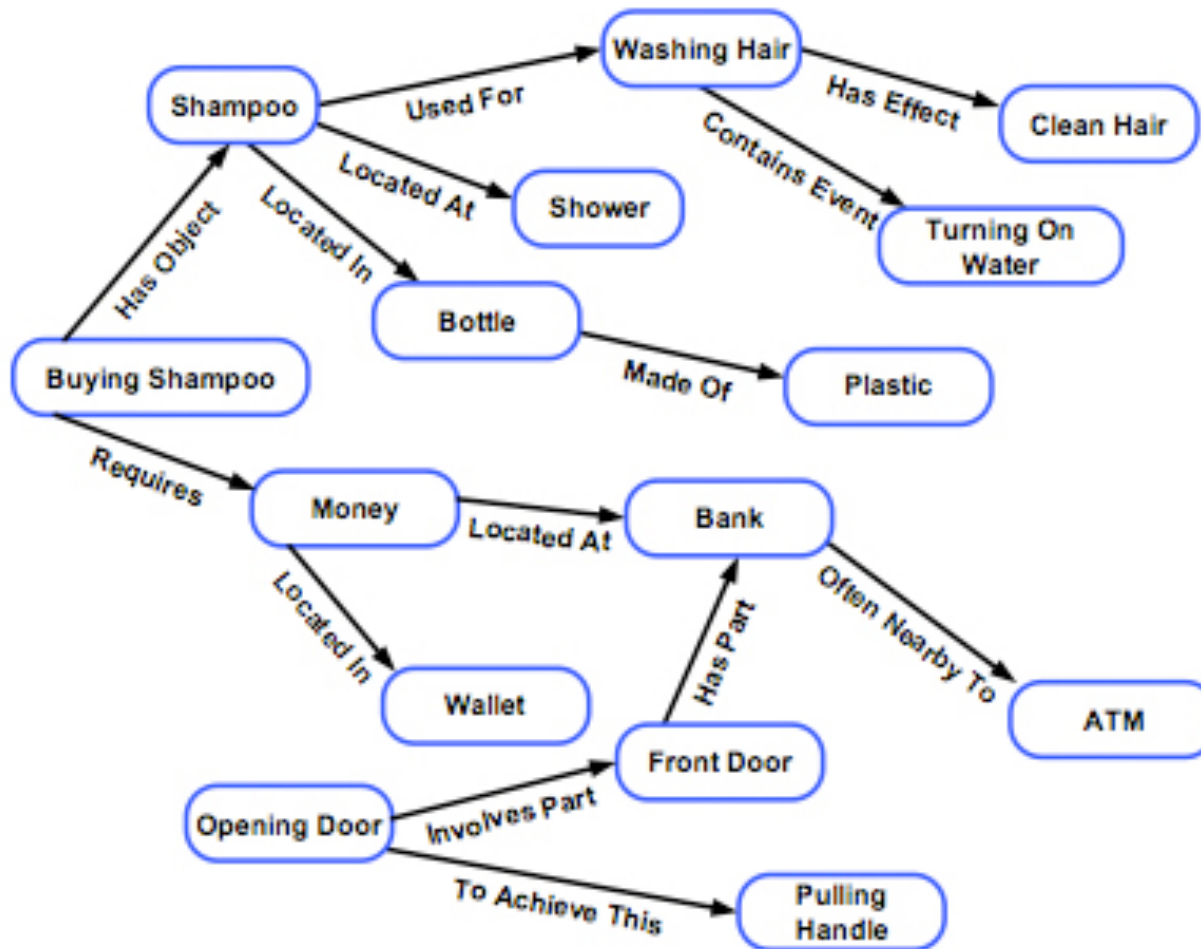 Washing Hair
Shampoo
Used For
Has Effect
Clean Hair
Located At
Contains Event
Shower
Has Object
Located In
Turning On
Water
Bottle
Buying Shampoo
Made Of
Plastic
Requires
Money
Located At
Bank
Located In
Often Nearby To
Has Part
Wallet
ATM
Front Door
Opening Door
Involves Part
To Achieve This
Pulling
Handle